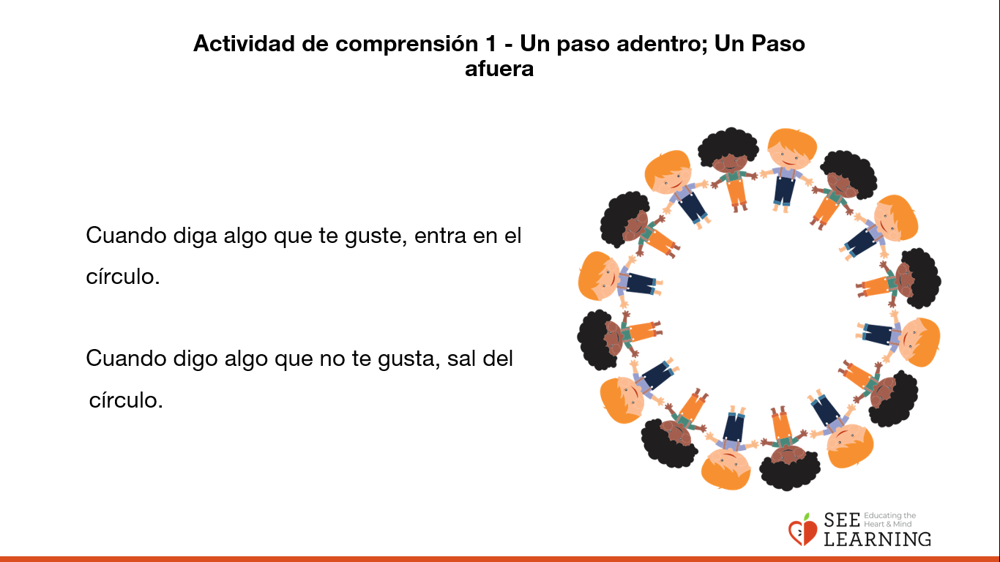 Actividad de comprensión 1 - Un paso adentro; Un Paso
afuera
Cuando diga algo que te guste, entra en el
círculo.
Cuando digo algo que no te gusta, sal del
círculo.
SEE Educating the
Heart & Mind
LEARNING